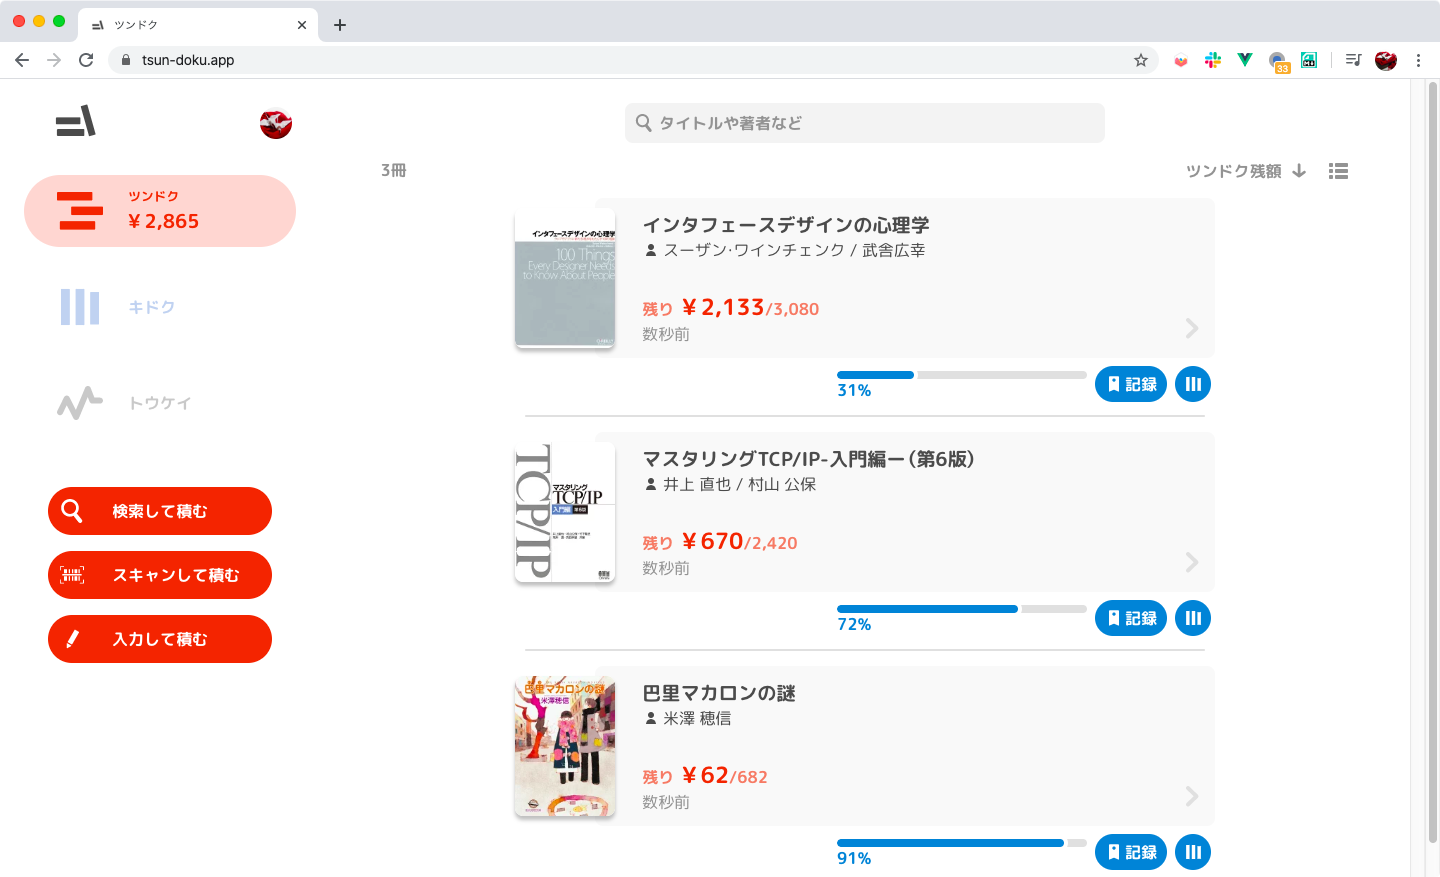 ツンドク
tsun-doku.app
33
タイトルや著者など
3冊
ツンドク残額
ツンドク
¥2,865
キドク
トウケイ
検索して積む
スキャンして積む
入力して積む
インタフェースデザインの心理学
100 Things
Every Designer Needs
to Know About People
インタフェースデザインの心理学
スーザン・ワインチェンク / 武舎広幸
残り ¥2,133/3,080
数秒前
31%
記録
TCP/IP
マスタリング
TCP/IP
入門編
第6版
マスタリングTCP/IP-入門編ー(第6版)
井上 直也 / 村山 公保
残り ¥670/2,420
数秒前
72%
記録
巴里マカロンの謎
米澤穂信
巴里マカロンの謎
米澤 穂信
残り ¥62/682
数秒前
91%
記録